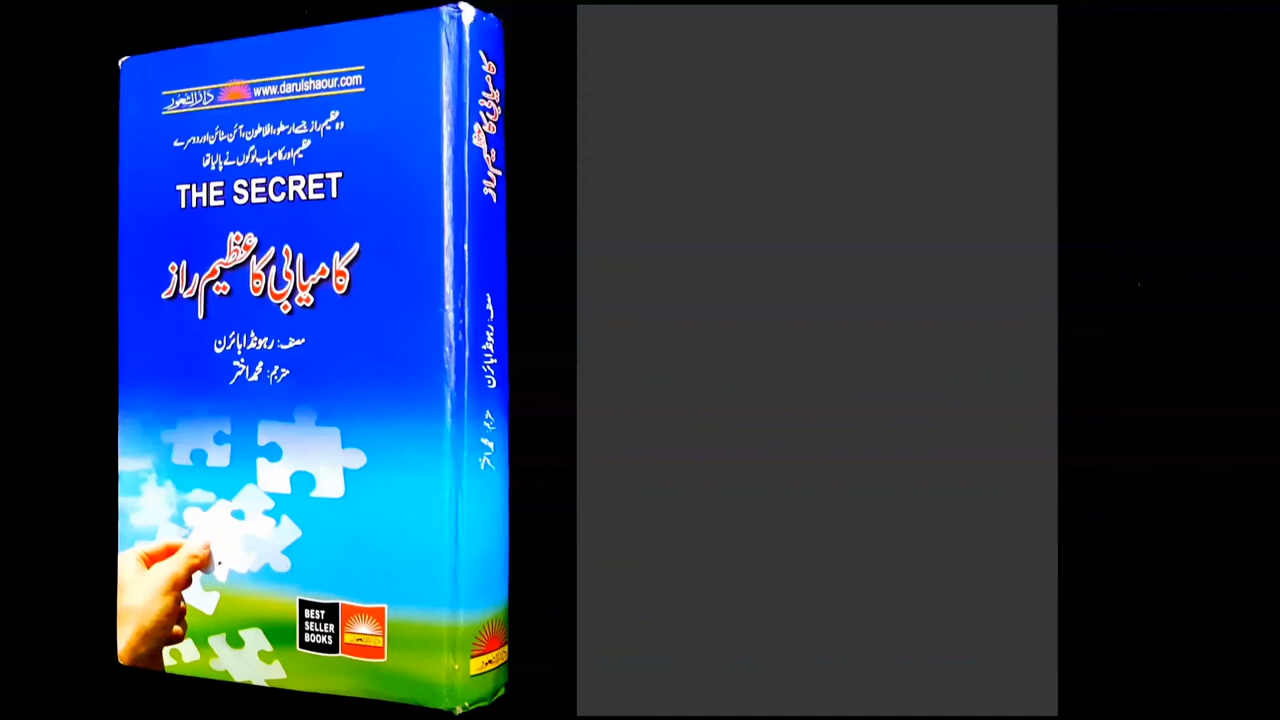 دارالشعور www.darulshaour.com
وہ عظیم راز جسے ارسطو، افلاطون، آئن سٹائن اور دوسرے
عظیم اور کامیاب لوگوں نے پالیا تھا
THE SECRET
کامیابی کا عظیم راز
مصنف: رہونڈا بائرن
مترجم: محمد اختر
BEST
SELLER
BOOKS
دارالشعور
کامیابی کا عظیم راز
مصنف: رہونڈا بائرن
مترجم: محمد اختر
دارالشعور